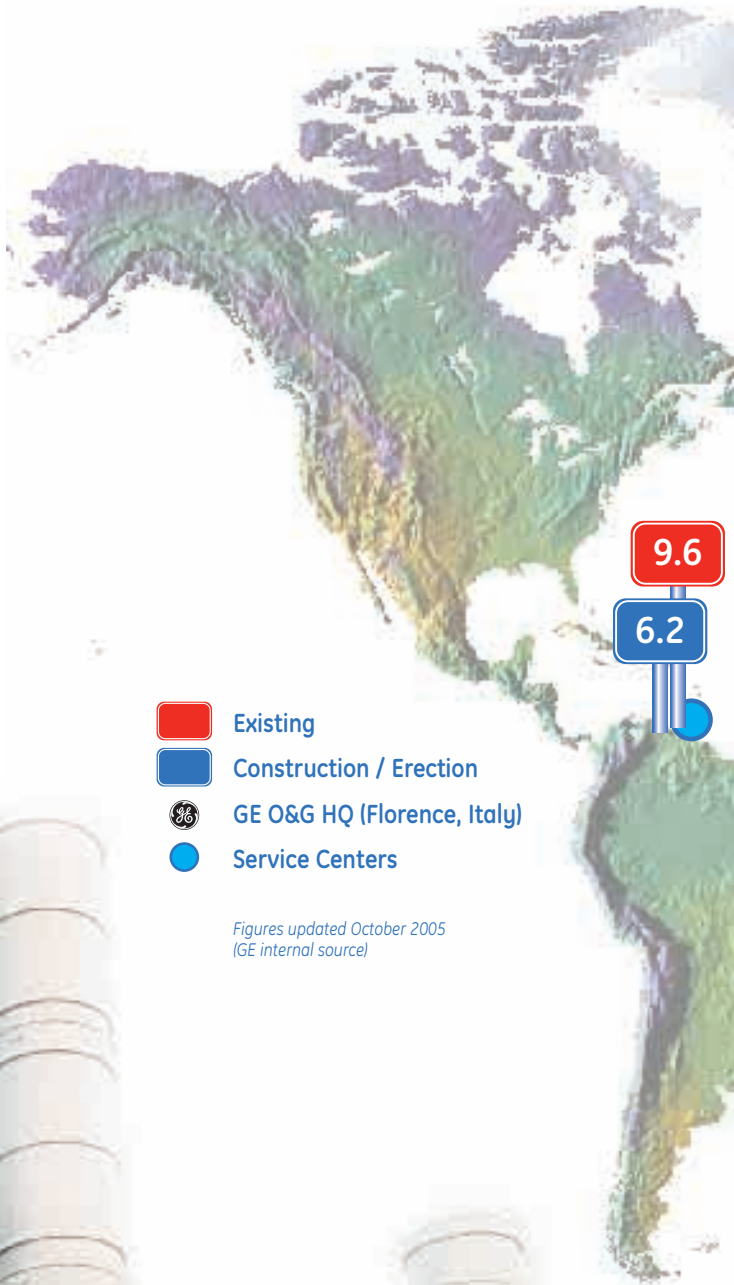 9.6
6.2
Existing
Construction / Erection
GE
GE O&G HQ (Florence, Italy)
Service Centers
Figures updated October 2005
(GE internal source)